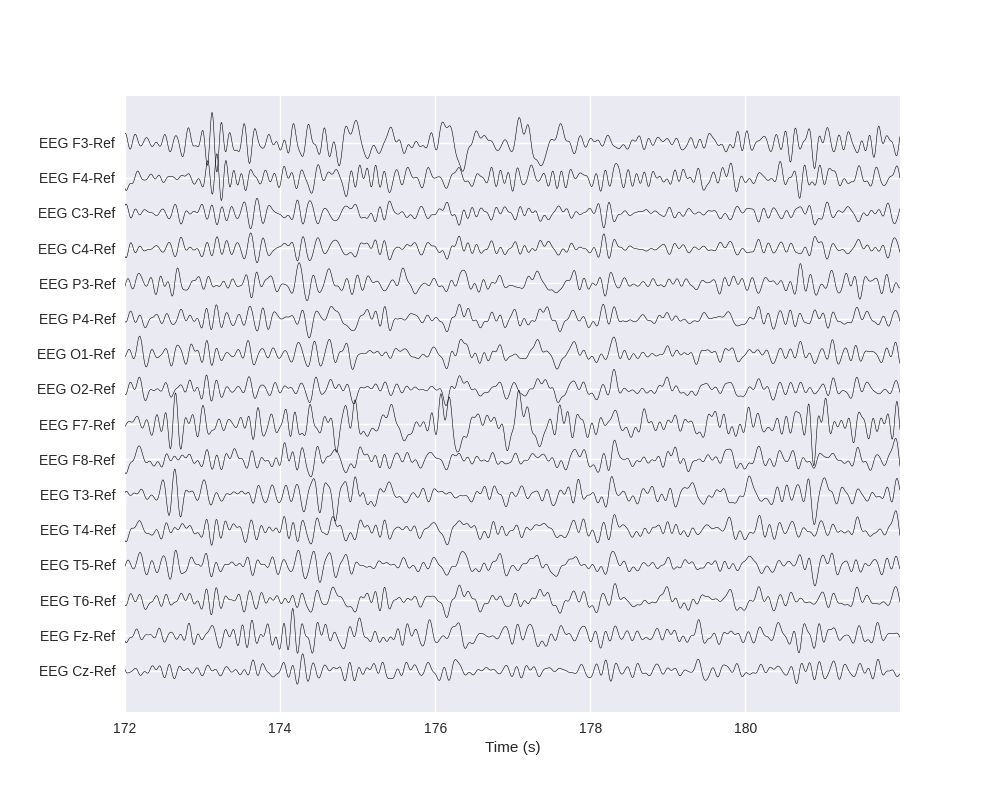 EEG F3-Ref
EEG F4-Ref
EEG C3-Ref
EEG C4-Ref
EEG P3-Ref
EEG P4-Ref
EEG O1-Ref
EEG O2-Ref
EEG F7-Ref
EEG F8-Ref
EEG T3-Ref
EEG T4-Ref
EEG T5-Ref
EEG T6-Ref
EEG Fz-Ref
EEG Cz-Ref
172 174 176 178 180
Time (s)